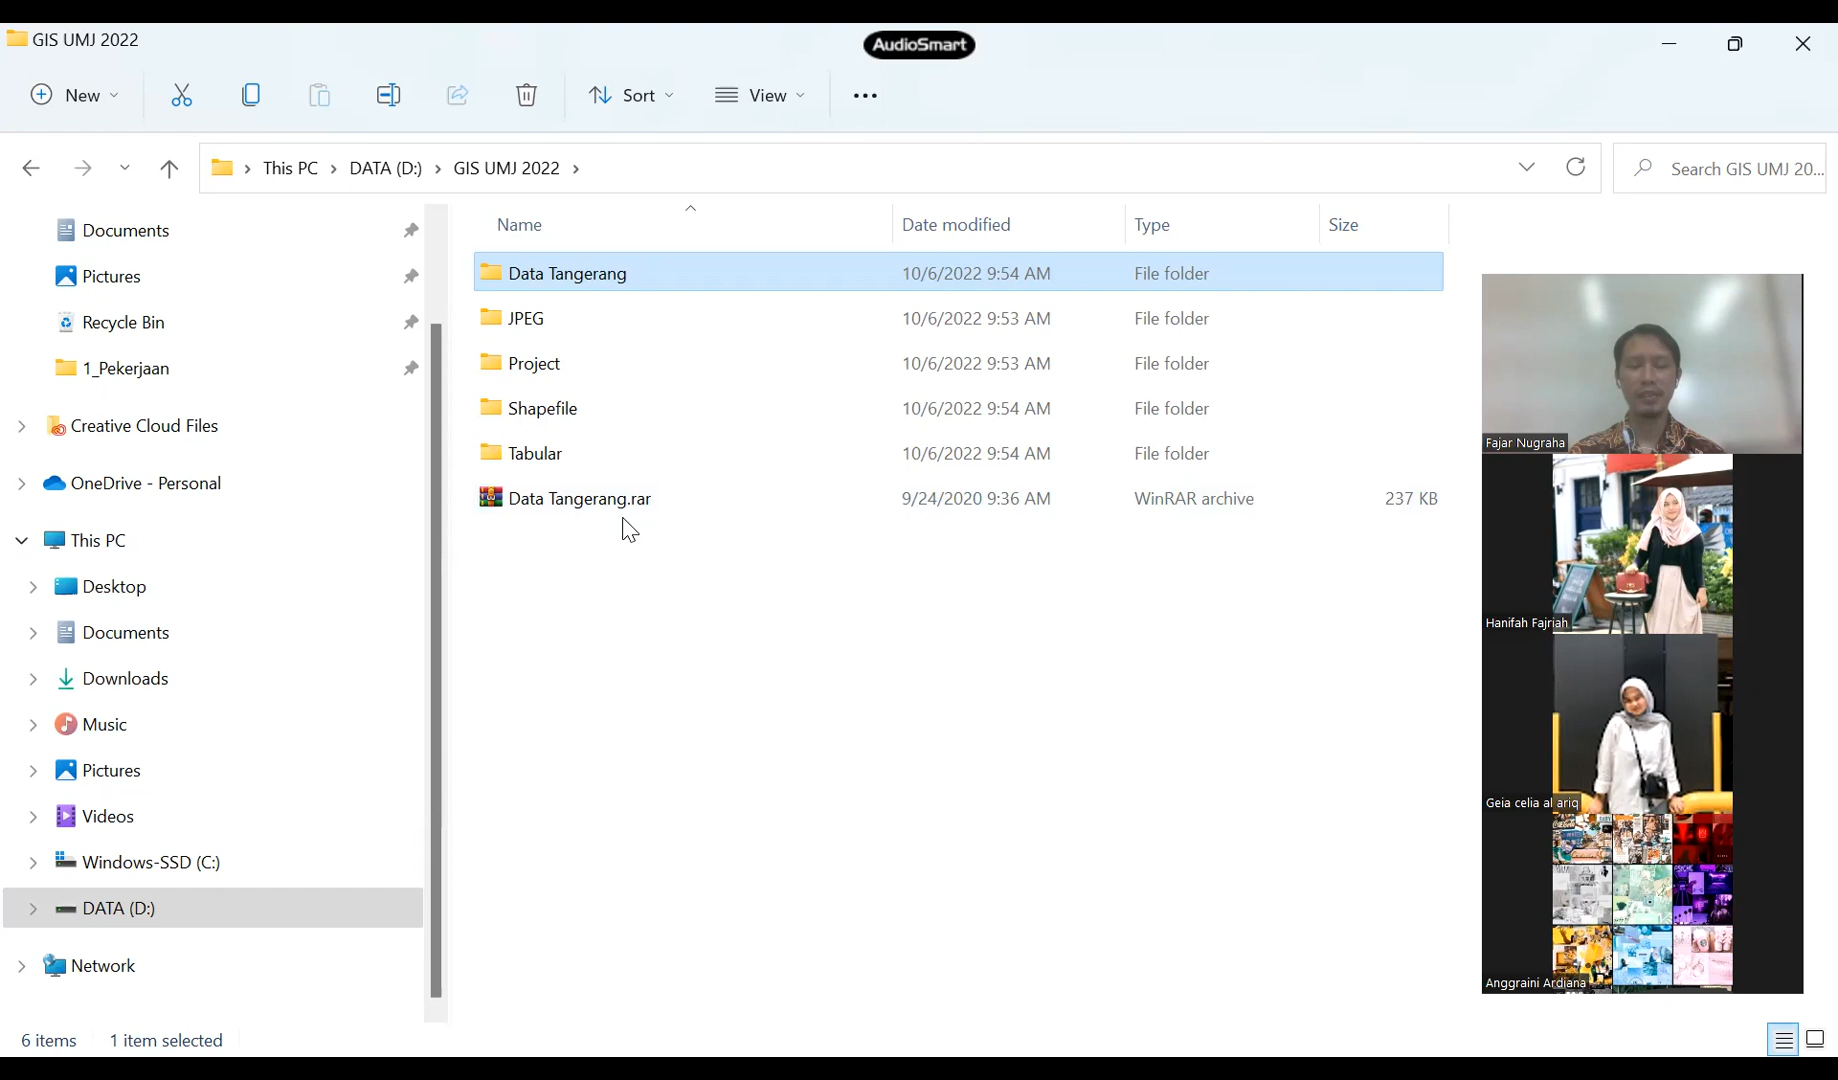 GIS UMJ 2022
AudioSmart
New
Sort
View
This PC
DATA (D:)
GIS UMJ 2022
Search GIS UMJ 20...
Documents
Pictures
Recycle Bin
1_Pekerjaan
Creative Cloud Files
OneDrive - Personal
This PC
Desktop
Documents
Downloads
Music
Pictures
Videos
Windows-SSD (C:)
DATA (D:)
Network
Name Date modified Type Size
Data Tangerang 10/6/2022 9:54 AM File folder
JPEG 10/6/2022 9:53 AM File folder
Project 10/6/2022 9:53 AM File folder
Shapefile 10/6/2022 9:54 AM File folder
Tabular 10/6/2022 9:54 AM File folder
Data Tangerang.rar 9/24/2020 9:36 AM WinRAR archive 237 KB
Fajar Nugraha
Hanifah Fajriah
Geia celia al ariq
Anggraini Ardiana
6 items 1 item selected